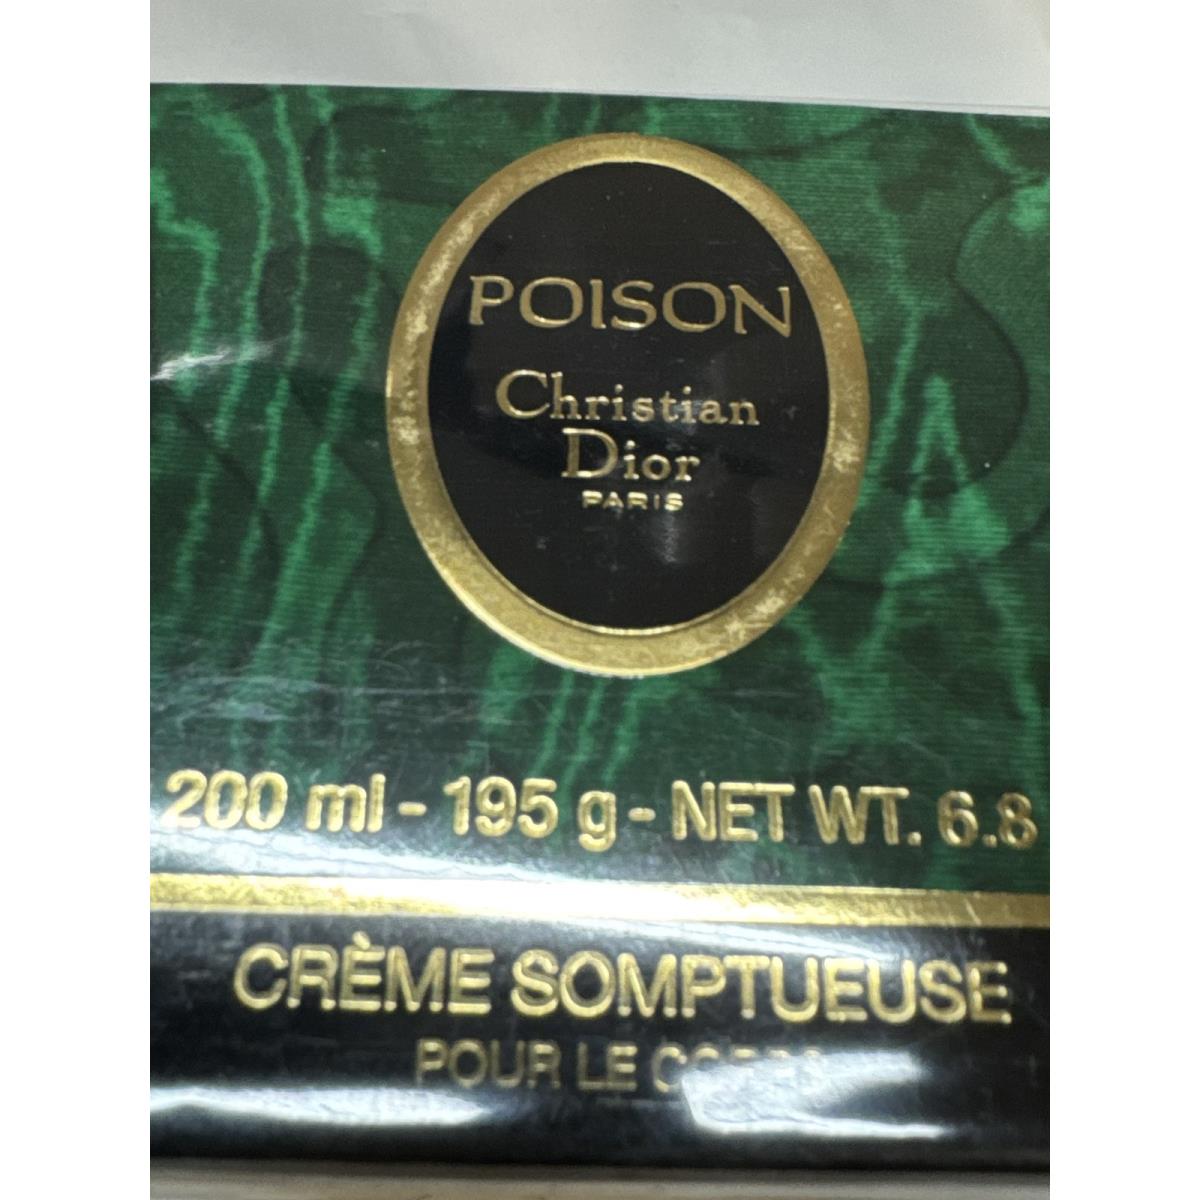 POISON
Christian
Dior
PARIS
200 ml - 195 g - NET WT. 6.8
CRÈME SOMPTUEUSE
POUR LE